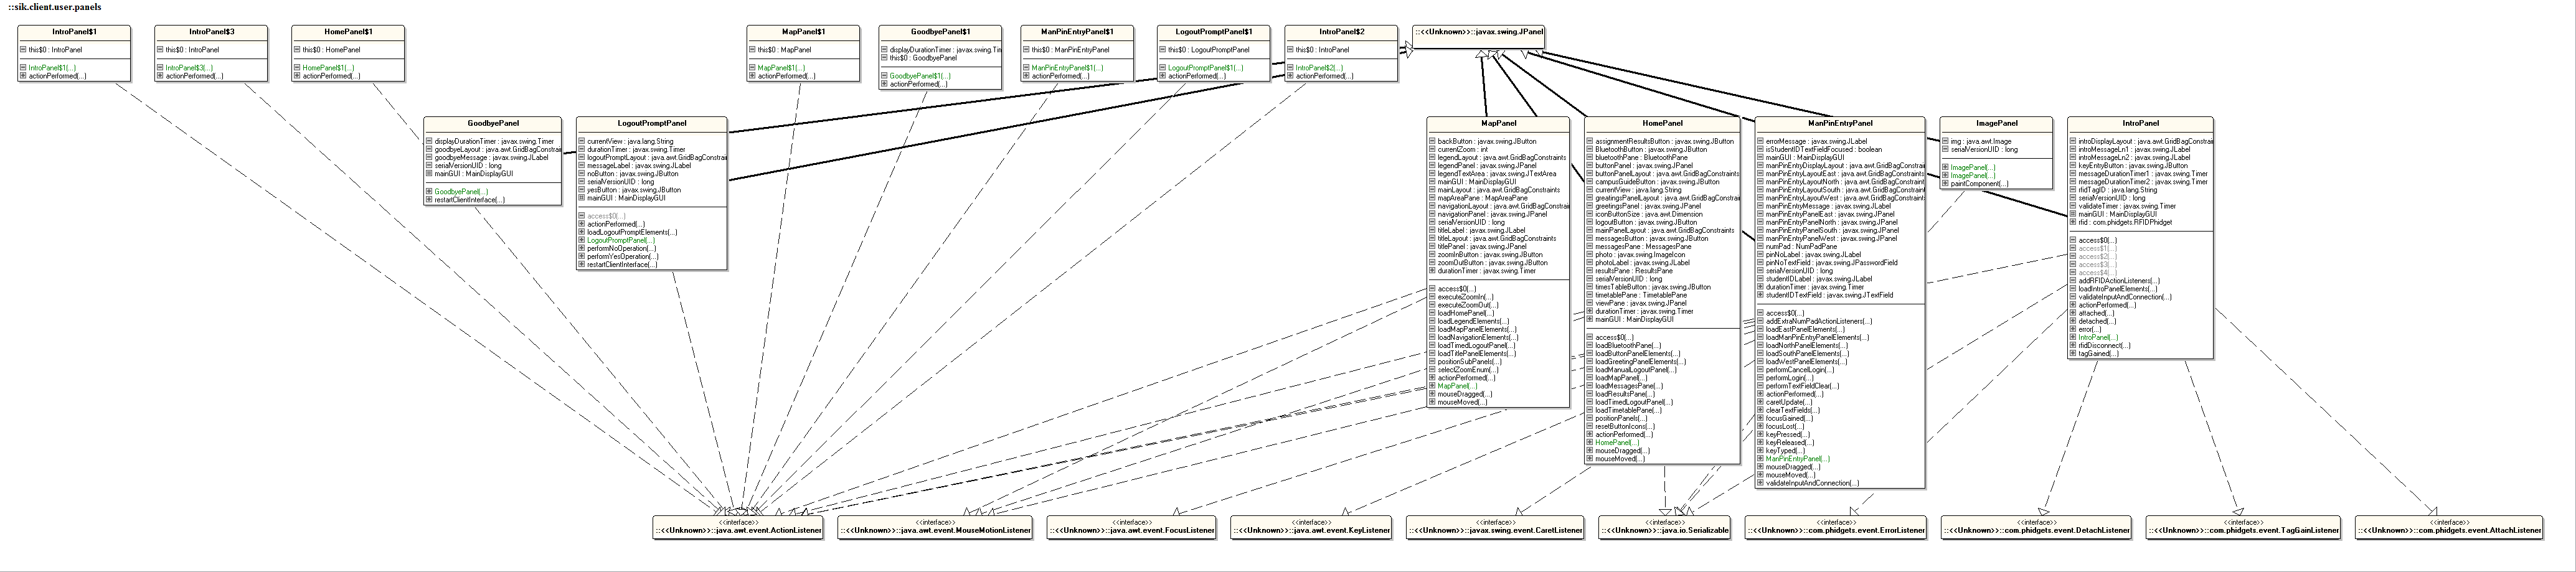 ::sik.client.user.panels
IntroPanel$1
this$0 : IntroPanel
IntroPanel$1(...)
actionPerformed(...)
IntroPanel$3
this$0 : IntroPanel
IntroPanel$3(...)
actionPerformed(...)
HomePanel$1
this$0 : HomePanel
HomePanel$1(...)
actionPerformed(...)
MapPanel$1
this$0 : MapPanel
MapPanel$1(...)
actionPerformed(...)
GoodbyePanel$1
displayDurationTimer : javax.swing.Tim
this$0 : GoodbyePanel
GoodbyePanel$1(...)
actionPerformed(...)
ManPinEntryPanel$1
this$0 : ManPinEntryPanel
ManPinEntryPanel$1(...)
actionPerformed(...)
LogoutPromptPanel$1
this$0 : LogoutPromptPanel
LogoutPromptPanel$1(...)
actionPerformed(...)
IntroPanel$2
this$0 : IntroPanel
IntroPanel$2(...)
actionPerformed(...)
::<<Unknown>>::javax.swing.JPanel
GoodbyePanel
displayDurationTimer : javax.swing.Timer
goodbyeLayout : java.awt.GridBagConstrain
goodbyeMessage : javax.swing.JLabel
serialVersionUID : long
mainGUI : MainDisplayGUI
GoodbyePanel(...)
restartClientInterface(...)
LogoutPromptPanel
currentView : java.lang.String
durationTimer : javax.swing.Timer
logoutPromptLayout : java.awt.GridBagConstrai
messageLabel : javax.swing.JLabel
noButton : javax.swing.JButton
serialVersionUID : long
yesButton : javax.swing.JButton
mainGUI : MainDisplayGUI
access$0(...)
actionPerformed(...)
loadLogoutPromptElements(...)
LogoutPromptPanel(...)
performNoOperation(...)
performYesOperation(...)
restartClientInterface(...)
MapPanel
backButton : javax.swing.JButton
currentZoom : int
legendLayout : java.awt.GridBagConstraints
legendPanel : javax.swing.JPanel
legendTextArea : javax.swing.JTextArea
mainGUI : MainDisplayGUI
mainLayout : java.awt.GridBagConstraints
mapAreaPane : MapAreaPane
navigationLayout : java.awt.GridBagConstrain
navigationPanel : javax.swing.JPanel
serialVersionUID : long
titleLabel : javax.swing.JLabel
titleLayout : java.awt.GridBagConstraints
titlePanel : javax.swing.JPanel
zoomInButton : javax.swing.JButton
zoomOutButton : javax.swing.JButton
durationTimer : javax.swing.Timer
access$0(...)
executeZoomIn(...)
executeZoomOut(...)
loadHomePanel(...)
loadLegendElements(...)
loadMapPanelElements(...)
loadNavigationElements(...)
loadTimedLogoutPanel(...)
loadTitlePanelElements(...)
positionSubPanels(...)
selectZoomEnum(...)
actionPerformed(...)
MapPanel(...)
mouseDragged(...)
mouseMoved(...)
HomePanel
assignmentResultsButton : javax.swing.JButton
BluetoothButton : javax.swing.JButton
bluetoothPane : BluetoothPane
buttonPanel : javax.swing.JPanel
buttonPanelLayout : java.awt.GridBagConstraints
campusGuideButton : javax.swing.JButton
currentView : java.lang.String
greetingsPanelLayout : java.awt.GridBagConstr
greetingsPanel : javax.swing.JPanel
iconButtonSize : java.awt.Dimension
logoutButton : javax.swing.JButton
mainPanelLayout : java.awt.GridBagConstraints
messagesButton : javax.swing.JButton
messagesPane : MessagesPane
photo : javax.swing.ImageIcon
photoLabel : javax.swing.JLabel
resultsPane : ResultsPane
serialVersionUID : long
timesTableButton : javax.swing.JButton
timetablePane : TimetablePane
viewPane : javax.swing.JPanel
durationTimer : javax.swing.Timer
mainGUI : MainDisplayGUI
access$0(...)
loadBluetoothPanel(...)
loadButtonPanelElements(...)
loadGreetingPanelElements(...)
loadManualLogoutPanel(...)
loadMapPanel(...)
loadMessagesPanel(...)
loadResultsPanel(...)
loadTimedLogoutPanel(...)
loadTimetablePanel(...)
positionPanels(...)
resetButtonIcons(...)
actionPerformed(...)
HomePanel(...)
mouseDragged(...)
mouseMoved(...)
ManPinEntryPanel
errorMessage : javax.swing.JLabel
isStudentIDTextFieldFocused : boolean
mainGUI : MainDisplayGUI
manPinEntryDisplayLayout : java.awt.GridBagCons
manPinEntryLayoutEast : java.awt.GridBagConstra
manPinEntryLayoutNorth : java.awt.GridBagConstr
manPinEntryLayoutSouth : java.awt.GridBagConstr
manPinEntryLayoutWest : java.awt.GridBagConstra
manPinEntryMessage : javax.swing.JLabel
manPinEntryPanelEast : javax.swing.JPanel
manPinEntryPanelNorth : javax.swing.JPanel
manPinEntryPanelSouth : javax.swing.JPanel
manPinEntryPanelWest : javax.swing.JPanel
numPad : NumPadPane
pinNoLabel : javax.swing.JLabel
pinNoTextField : javax.swing.JPasswordField
serialVersionUID : long
studentIDLabel : javax.swing.JLabel
durationTimer : javax.swing.Timer
studentIDTextField : javax.swing.JTextField
access$0(...)
addExtraNumPadActionListeners(...)
loadEastPanelElements(...)
loadManPinEntryPanelElements(...)
loadNorthPanelElements(...)
loadSouthPanelElements(...)
loadWestPanelElements(...)
performCancelLogin(...)
performLogin(...)
performTextFieldClear(...)
actionPerformed(...)
caretUpdate(...)
clearTextFields(...)
focusGained(...)
focusLost(...)
keyPressed(...)
keyReleased(...)
keyTyped(...)
ManPinEntryPanel(...)
mouseDragged(...)
mouseMoved(...)
validateInputAndConnection(...)
ImagePanel
img : java.awt.Image
serialVersionUID : long
ImagePanel(...)
ImagePanel(...)
paintComponent(...)
IntroPanel
introDisplayLayout : java.awt.GridBagConstrai
introMessageLn1 : javax.swing.JLabel
introMessageLn2 : javax.swing.JLabel
keyEntryButton : javax.swing.JButton
messageDurationTimer1 : javax.swing.Timer
messageDurationTimer2 : javax.swing.Timer
rfidTagID : java.lang.String
serialVersionUID : long
validateTimer : javax.swing.Timer
mainGUI : MainDisplayGUI
rfid : com.phidgets.RFIDPhidget
access$0(...)
access$1(...)
access$2(...)
access$3(...)
access$4(...)
addRFIDActionListeners(...)
loadIntroPanelElements(...)
validateInputAndConnection(...)
actionPerformed(...)
attached(...)
detached(...)
error(...)
IntroPanel(...)
rfidDisconnect(...)
tagGained(...)
<<interface>>
::<<Unknown>>::java.awt.event.ActionListener
<<interface>>
::<<Unknown>>::java.awt.event.MouseMotionListener
<<interface>>
::<<Unknown>>::java.awt.event.FocusListener
<<interface>>
::<<Unknown>>::java.awt.event.KeyListener
<<interface>>
::<<Unknown>>::javax.swing.event.CaretListener
<<interface>>
::<<Unknown>>::java.io.Serializable
<<interface>>
::<<Unknown>>::com.phidgets.event.ErrorListener
<<interface>>
::<<Unknown>>::com.phidgets.event.DetachListener
<<interface>>
::<<Unknown>>::com.phidgets.event.TagGainListener
<<interface>>
::<<Unknown>>::com.phidgets.event.AttachListener